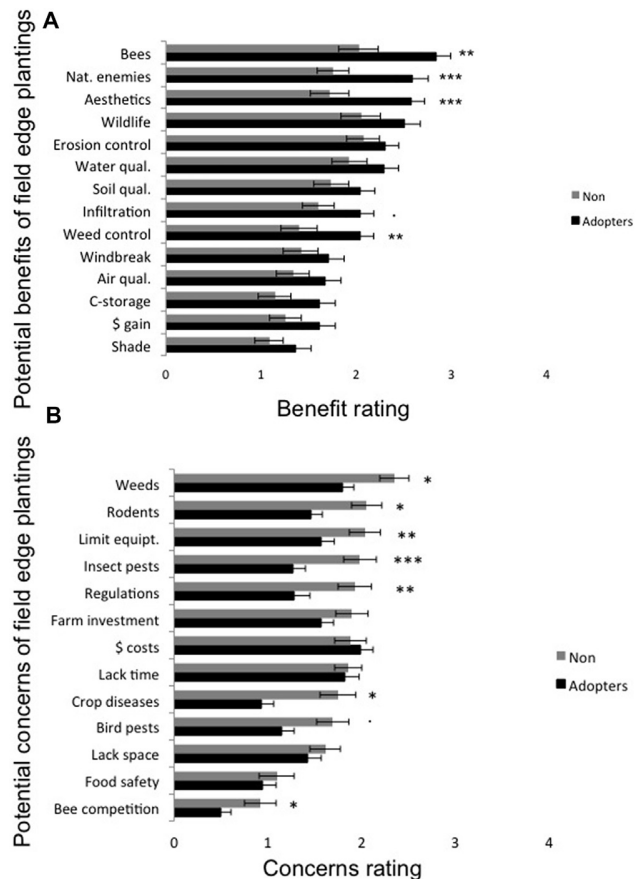 A
Potential benefits of field edge plantings
Bees **
Nat. enemies ***
Aesthetics ***
Wildlife
Erosion control
Water qual.
Soil qual.
Infiltration .
Weed control **
Windbreak
Air qual.
C-storage
$ gain
Shade
0 1 2 3 4
Benefit rating
Non
Adopters
B
Potential concerns of field edge plantings
Weeds *
Rodents *
Limit equipt. **
Insect pests ***
Regulations **
Farm investment
$ costs
Lack time
Crop diseases *
Bird pests .
Lack space
Food safety
Bee competition *
0 1 2 3 4
Concerns rating
Non
Adopters